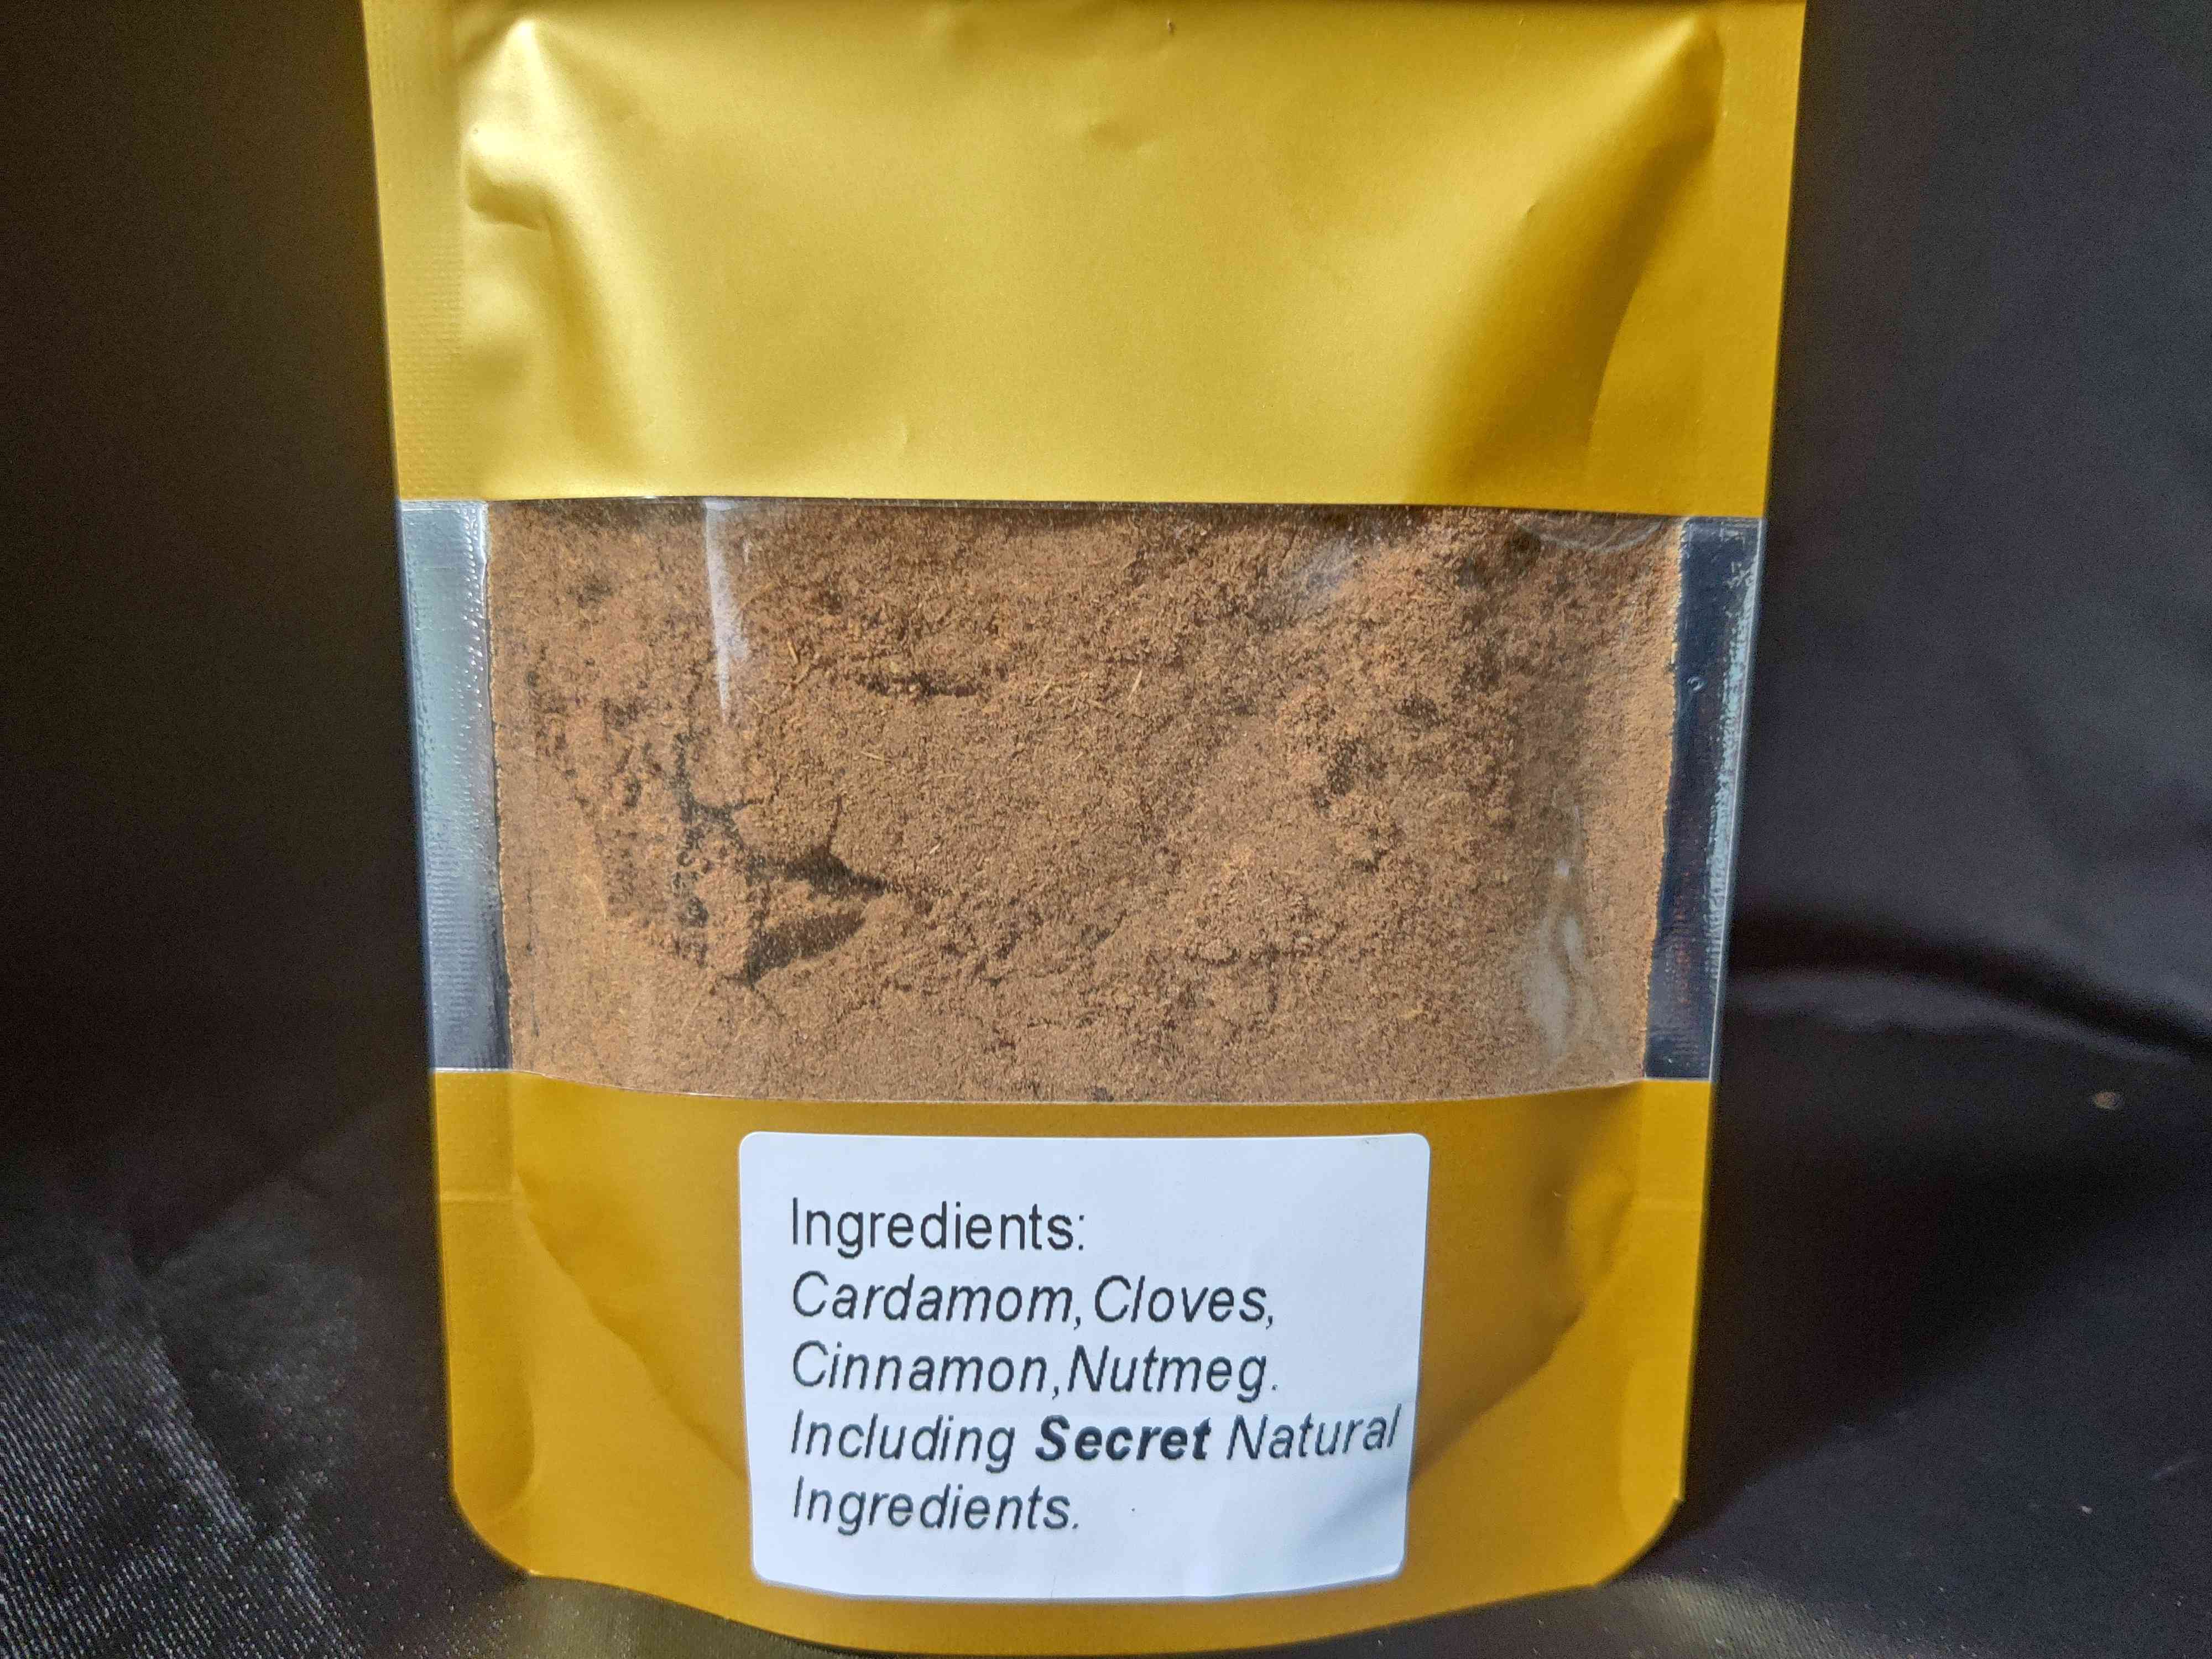 Ingredients:
Cardamom,Cloves,
Cinnamon,Nutmeg.
Including Secret Natural
Ingredients.